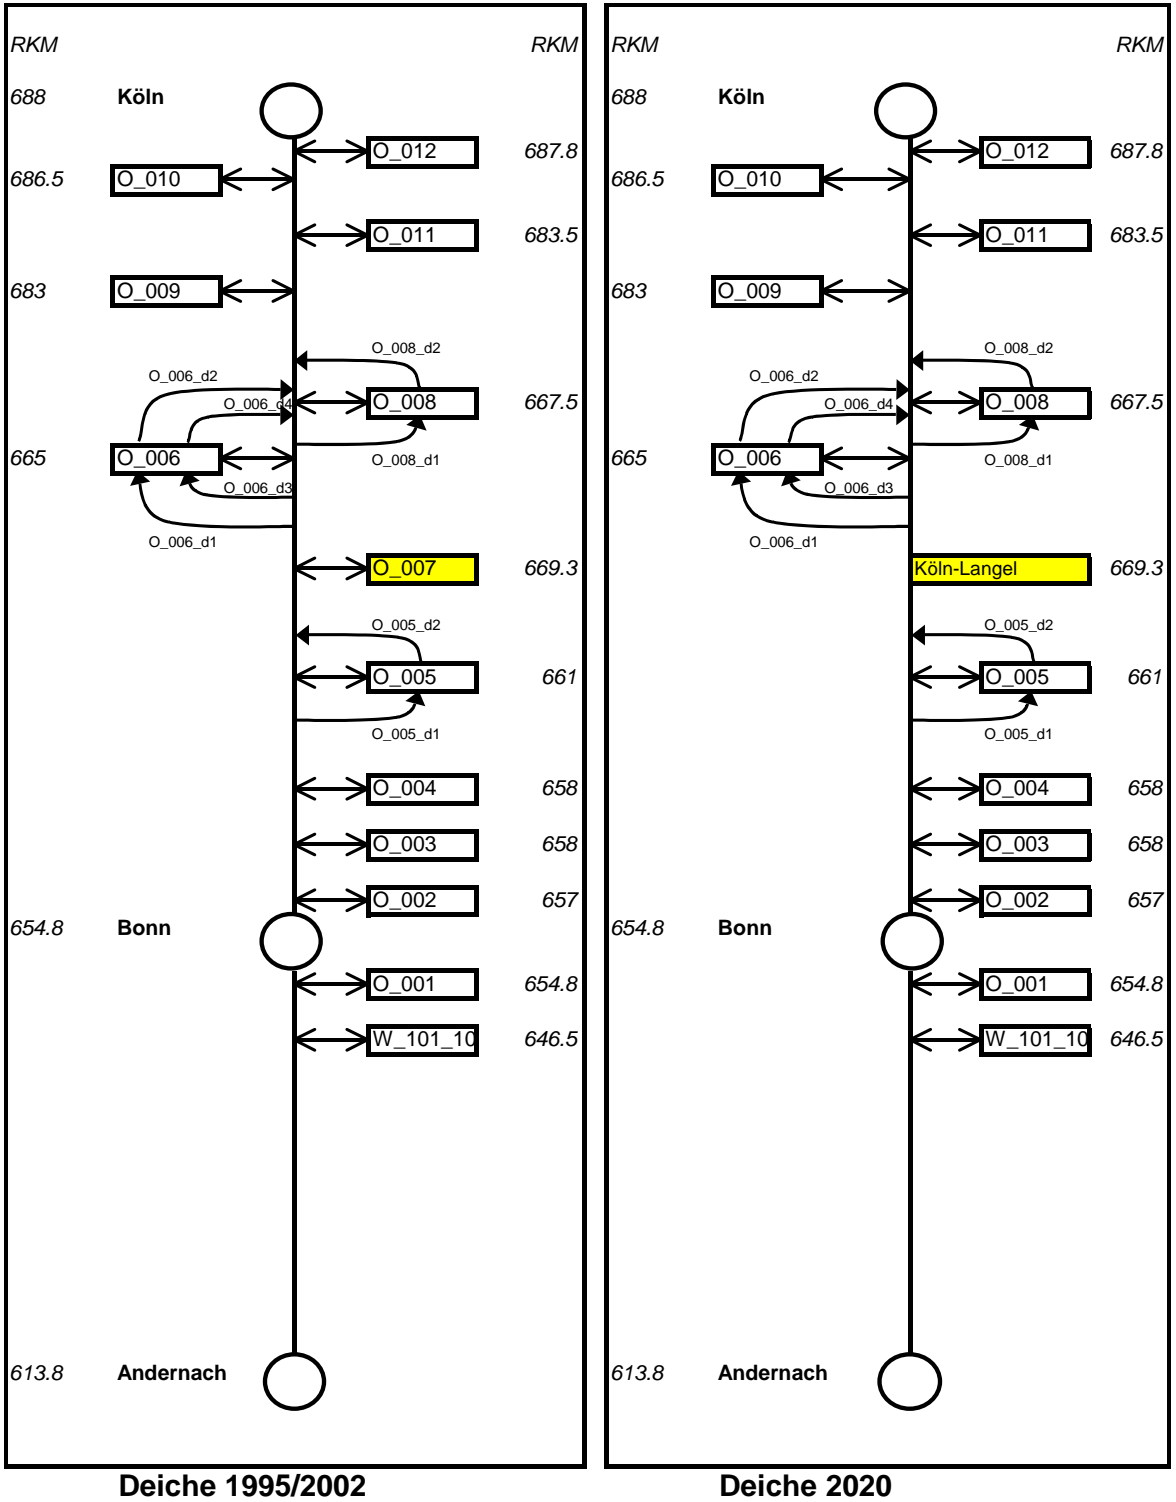 RKM RKM
688 Köln
O_012 687.8
686.5 O_010
O_011 683.5
683 O_009
O_008_d2
O_006_d2
O_006_d4 O_008 667.5
665 O_006 O_008_d1
O_006_d3
O_006_d1
O_007 669.3
O_005_d2
O_005 661
O_005_d1
O_004 658
O_003 658
O_002 657
654.8 Bonn
O_001 654.8
W_101_10 646.5
613.8 Andernach
Deiche 1995/2002
RKM RKM
688 Köln
O_012 687.8
686.5 O_010
O_011 683.5
683 O_009
O_008_d2
O_006_d2
O_006_d4 O_008 667.5
665 O_006 O_008_d1
O_006_d3
O_006_d1
Köln-Langel 669.3
O_005_d2
O_005 661
O_005_d1
O_004 658
O_003 658
O_002 657
654.8 Bonn
O_001 654.8
W_101_10 646.5
613.8 Andernach
Deiche 2020